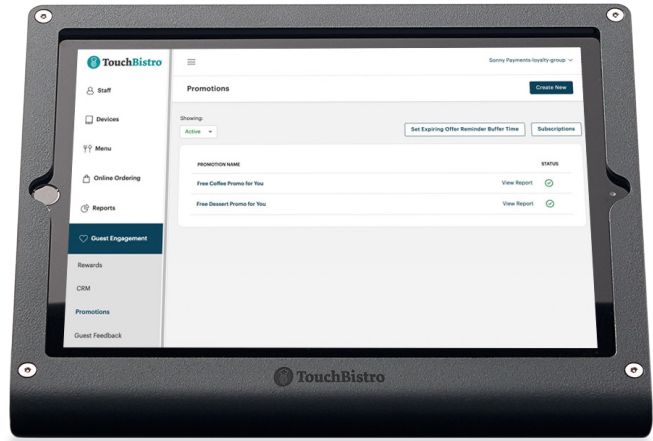 TouchBistro
Sonny Payments-loyalty-group
Staff
Promotions
Create New
Devices
Showing:
Active
Set Expiring Offer Reminder Buffer Time
Subscriptions
Menu
PROMOTION NAME
STATUS
Online Ordering
Free Coffee Promo for You
View Report
Reports
Free Dessert Promo for You
View Report
Guest Engagement
Rewards
CRM
Promotions
Guest Feedback
TouchBistro